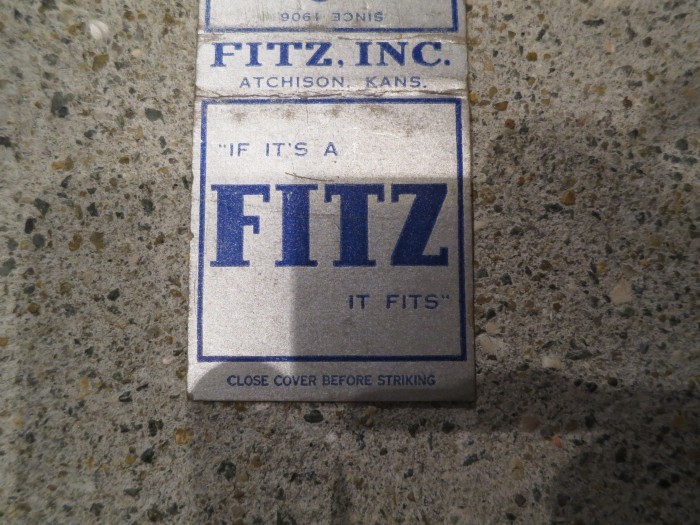 SINCE 1906
FITZ, INC.
ATCHISON, KANS.
"IF IT'S A
FITZ
IT FITS"
CLOSE COVER BEFORE STRIKING